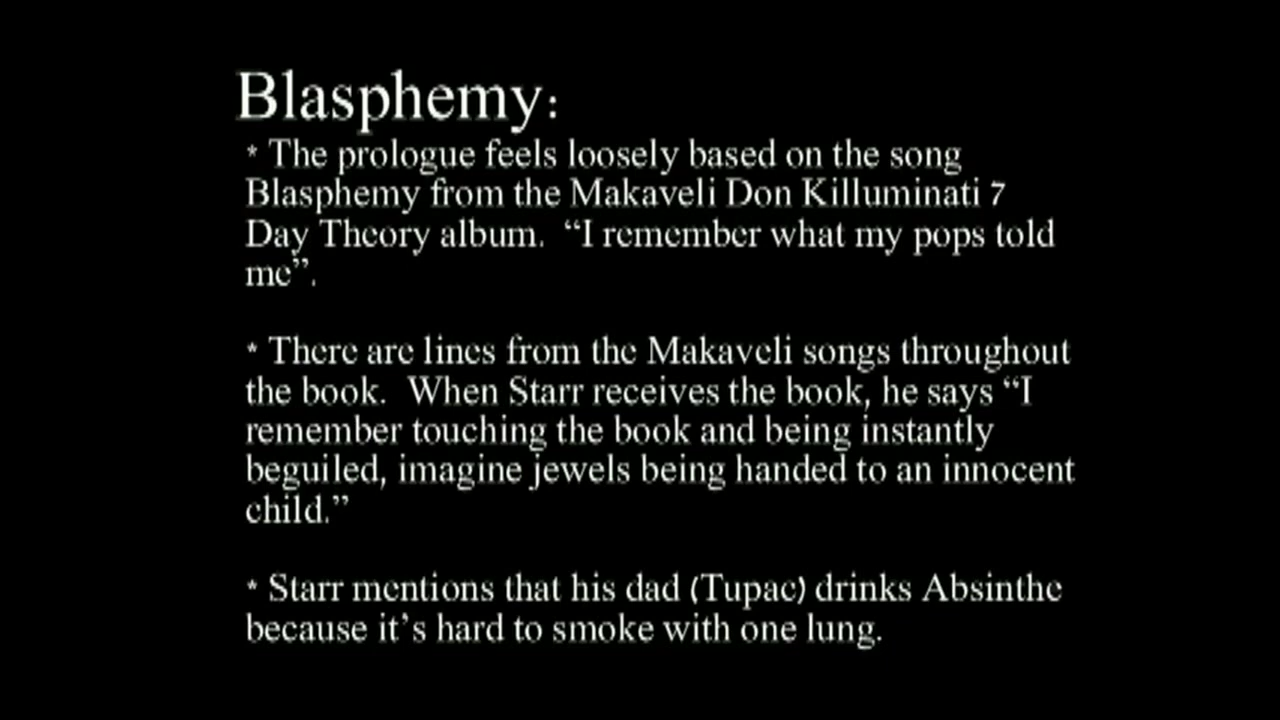 Blasphemy:
* The prologue feels loosely based on the song
Blasphemy from the Makaveli Don Killuminati 7
Day Theory album.  “I remember what my pops told
me”.
* There are lines from the Makaveli songs throughout
the book.  When Starr receives the book, he says “I
remember touching the book and being instantly
beguiled, imagine jewels being handed to an innocent
child.”
* Starr mentions that his dad (Tupac) drinks Absinthe
because it’s hard to smoke with one lung.